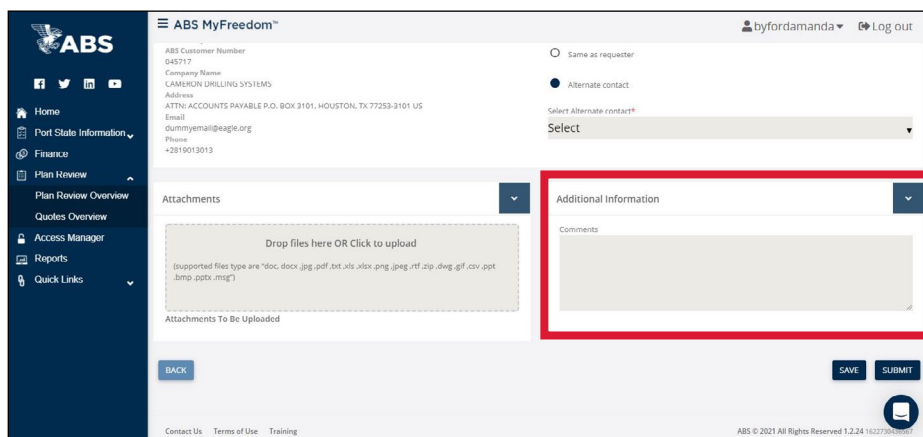 ABS
ABS MyFreedom™
byfordamanda
Log out
Home
Port State Information
Finance
Plan Review
Plan Review Overview
Quotes Overview
Access Manager
Reports
Quick Links
ABS Customer Number
045717
Company Name
CAMERON DRILLING SYSTEMS
Address
ATTN: ACCOUNTS PAYABLE P.O. BOX 3101, HOUSTON, TX 77253-3101 US
Email
dummyemail@eagle.org
Phone
+2819013013
Same as requester
Alternate contact
Select Alternate contact*
Select
Attachments
Drop files here OR Click to upload
(supported files type are "doc, docx ,jpg ,pdf ,txt ,xls ,xlsx ,png ,jpeg ,rtf ,zip ,dwg ,gif ,csv ,ppt
,bmp ,pptx ,msg")
Attachments To Be Uploaded
Additional Information
Comments
BACK
SAVE
SUBMIT
Contact Us Terms of Use Training
ABS © 2021 All Rights Reserved 1.2.24